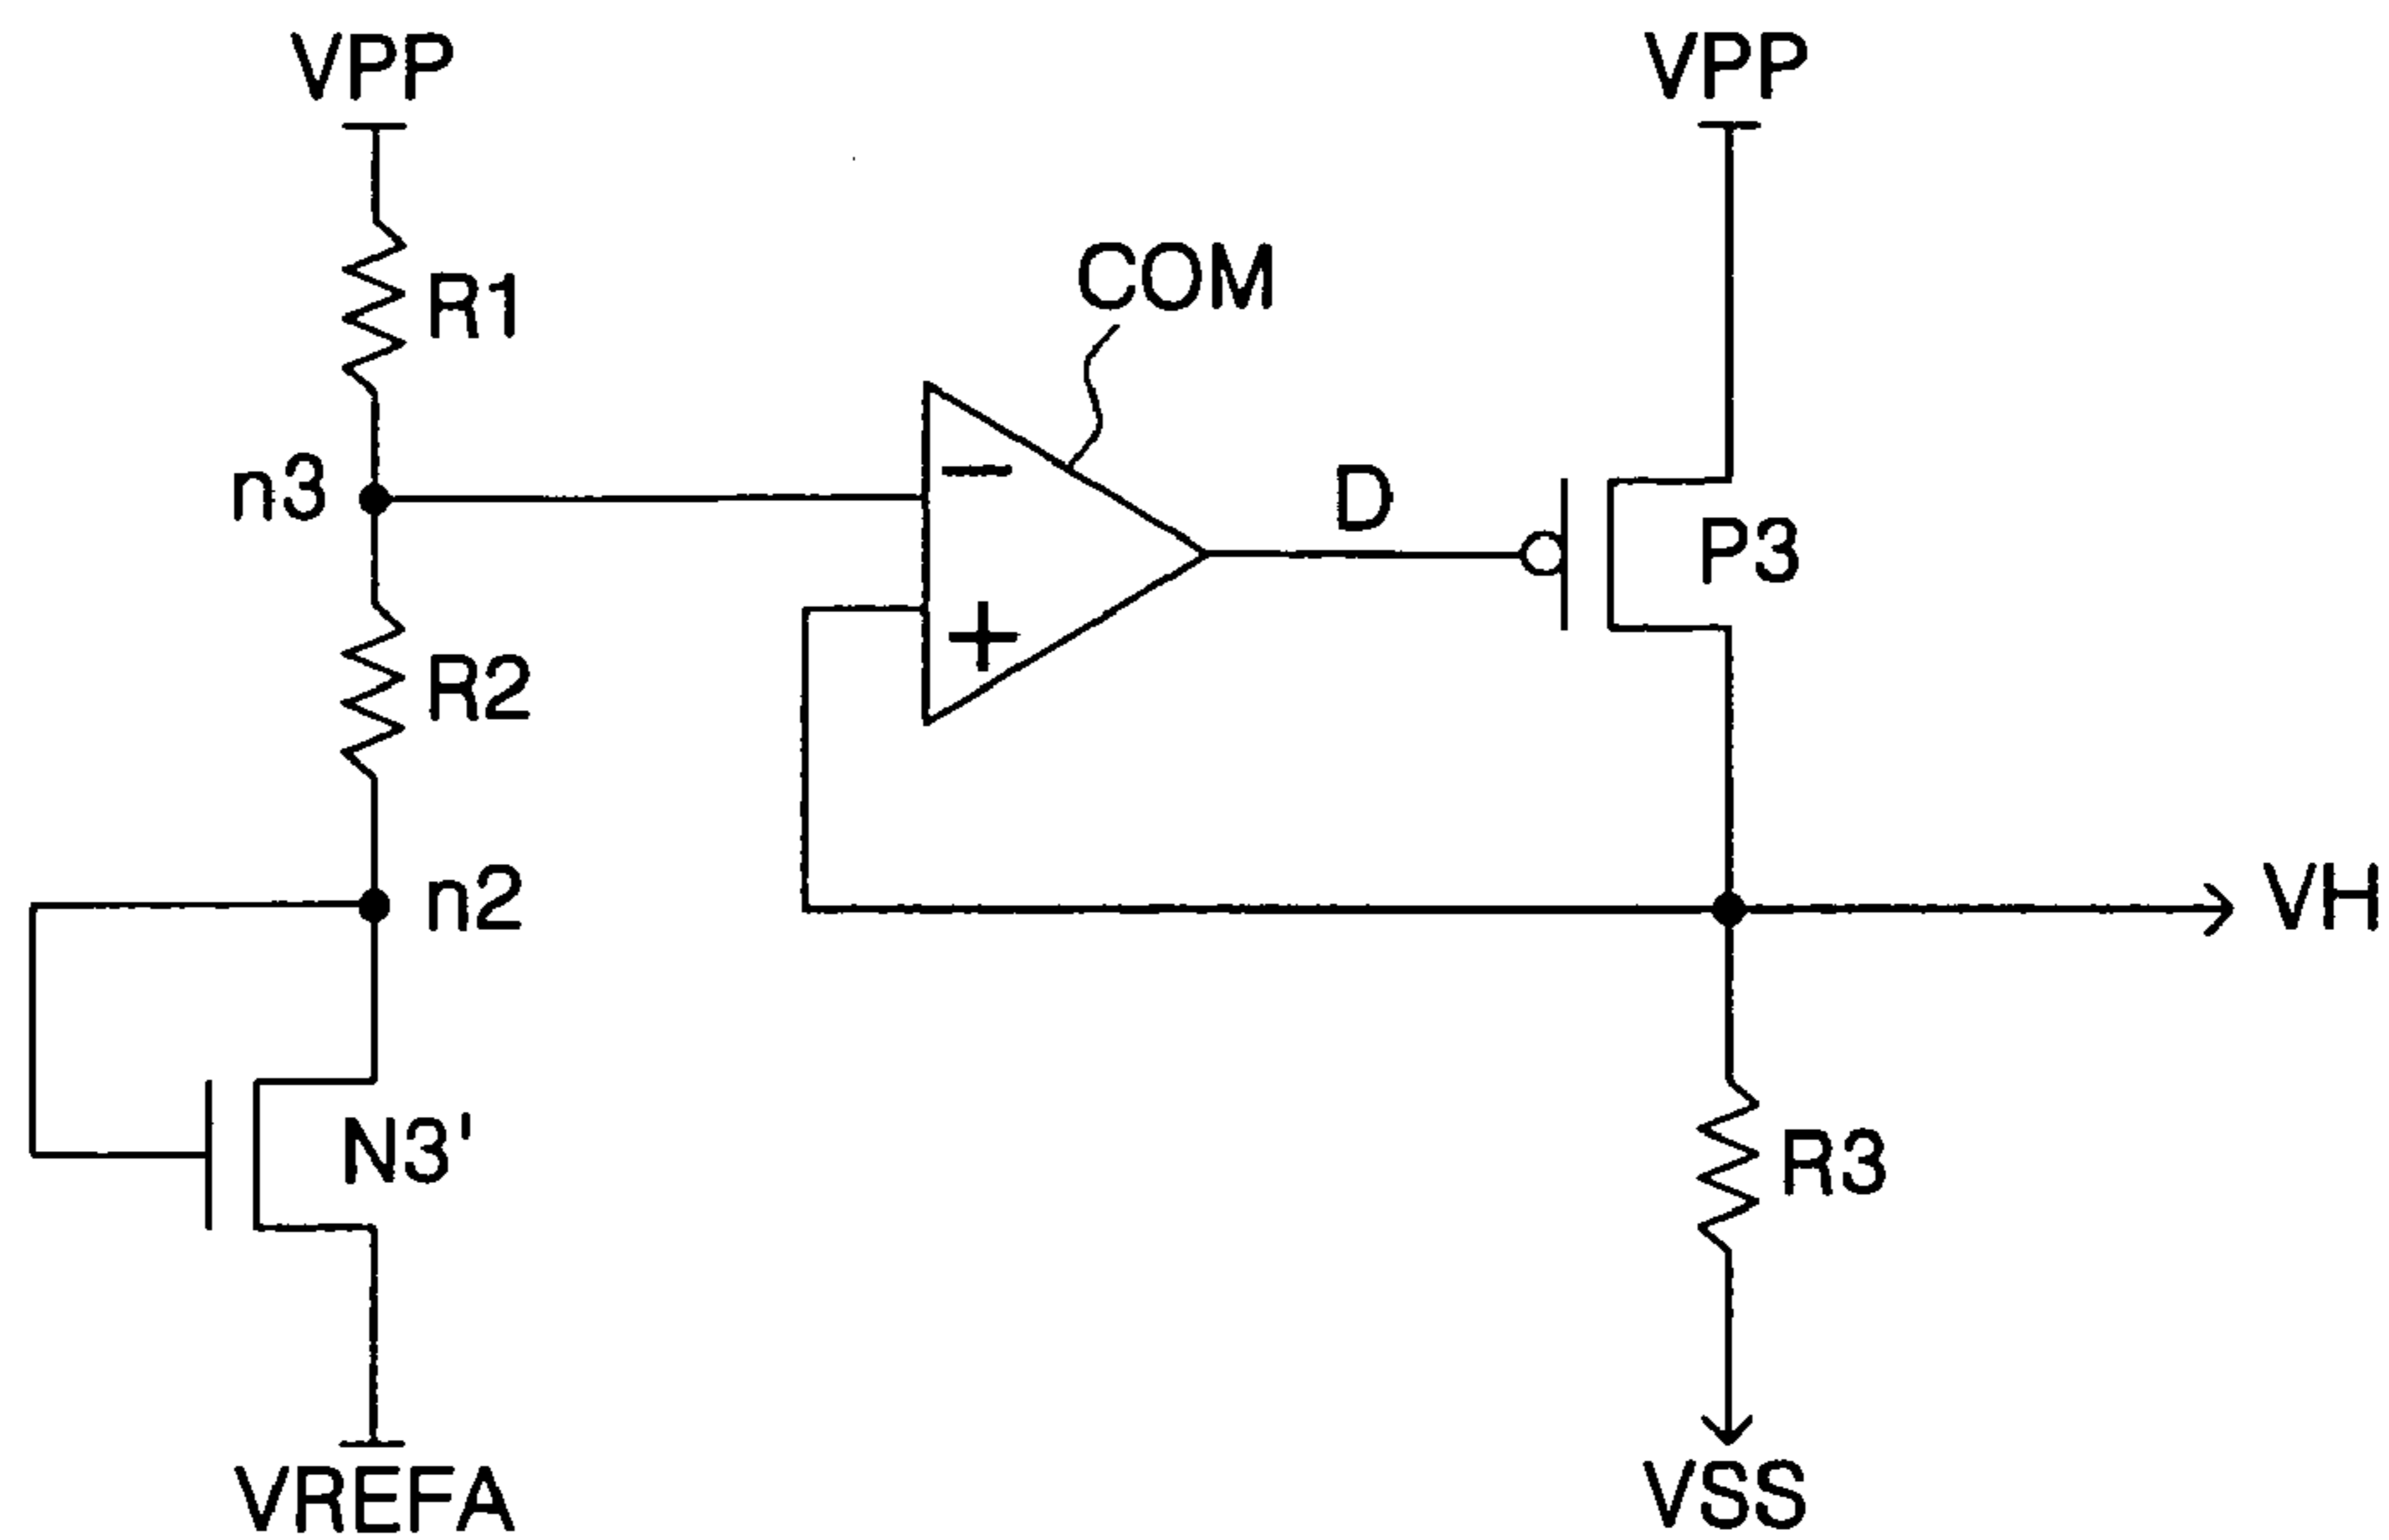 VPP
VPP
R1
COM
n3
−
D
P3
+
R2
n2
VH
N3'
R3
VREFA
VSS